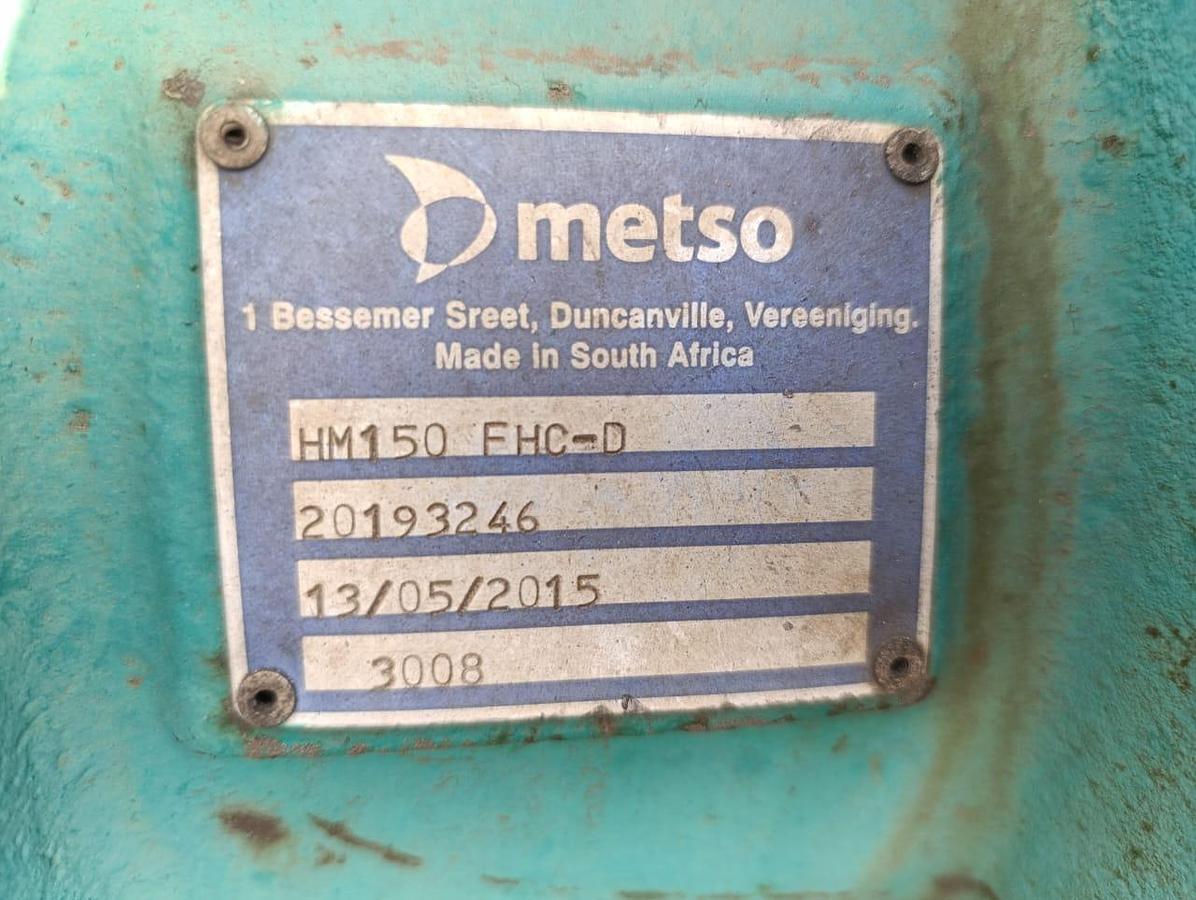 metso
1 Bessemer Sreet, Duncanville, Vereeniging.
Made in South Africa
HM150 FHC-D
20193246
13/05/2015
3008